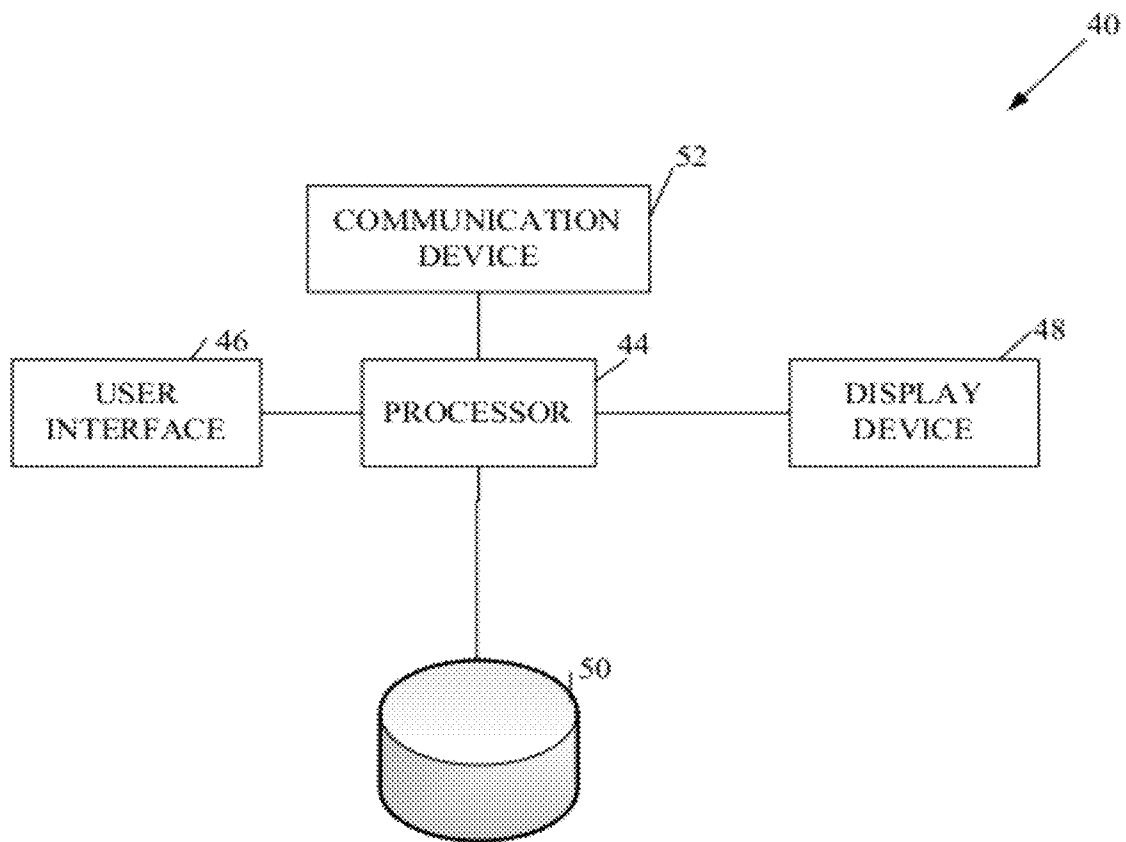 40
52
COMMUNICATION
DEVICE
46
44
48
USER
INTERFACE
PROCESSOR
DISPLAY
DEVICE
50